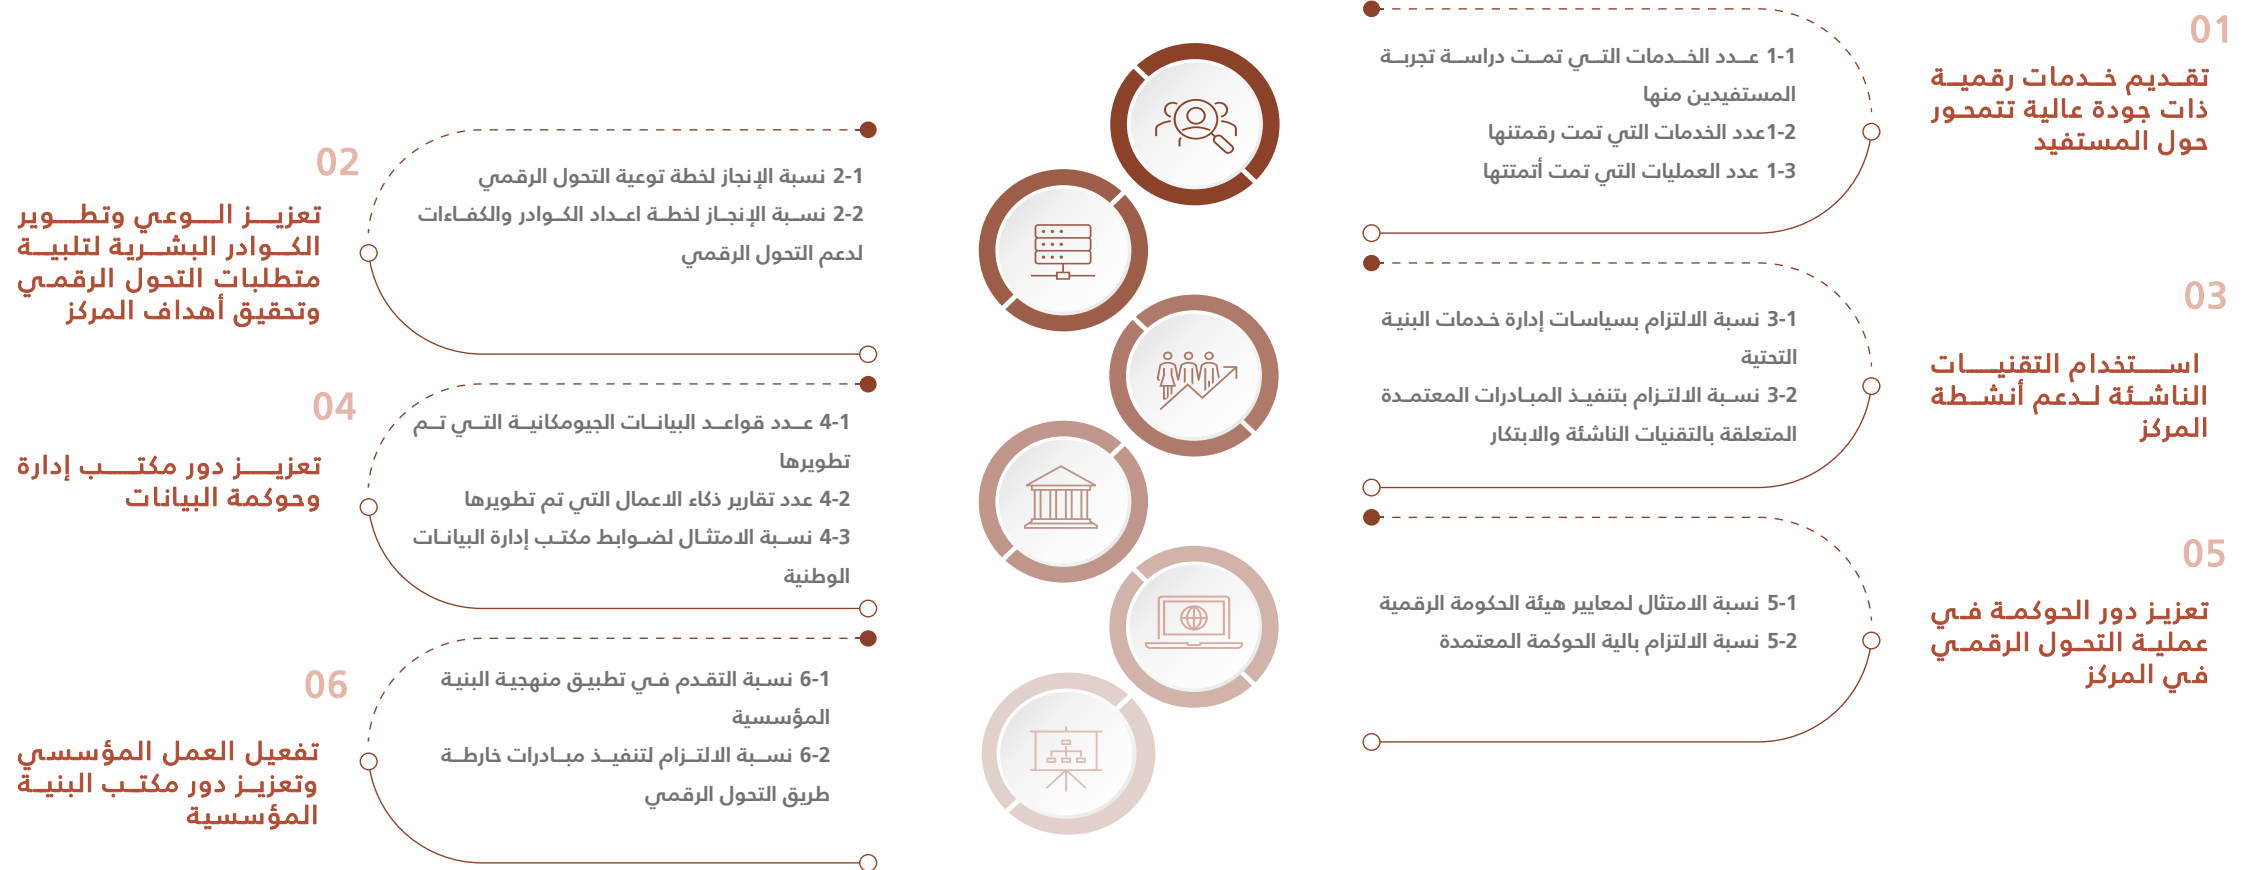 01
تقديم خدمات رقمية
ذات جودة عالية تتمحور
حول المستفيد
1-1 عدد الخدمات التي تمت دراسة تجربة
المستفيدين منها
1-2عدد الخدمات التي تمت رقمتنها
1-3 عدد العمليات التي تمت أتمتتها
02
تعزيز الوعي وتطوير
الكوادر البشرية لتلبية
متطلبات التحول الرقمي
وتحقيق أهداف المركز
2-1 نسبة الإنجاز لخطة توعية التحول الرقمي
2-2 نسبة الإنجاز لخطة اعداد الكوادر والكفاءات
لدعم التحول الرقمي
03
استخدام التقنيات
الناشئة لدعم أنشطة
المركز
3-1 نسبة الالتزام بسياسات إدارة خدمات البنية
التحتية
3-2 نسبة الالتزام بتنفيذ المبادرات المعتمدة
المتعلقة بالتقنيات الناشئة والابتكار
04
تعزيز دور مكتب إدارة
وحوكمة البيانات
4-1 عدد قواعد البيانات الجيومكانية التي تم
تطويرها
4-2 عدد تقارير ذكاء الاعمال التي تم تطويرها
4-3 نسبة الامتثال لضوابط مكتب إدارة البيانات
الوطنية
05
تعزيز دور الحوكمة في
عملية التحول الرقمي
في المركز
5-1 نسبة الامتثال لمعايير هيئة الحكومة الرقمية
5-2 نسبة الالتزام بالية الحوكمة المعتمدة
06
تفعيل العمل المؤسسي
وتعزيز دور مكتب البنية
المؤسسية
6-1 نسبة التقدم في تطبيق منهجية البنية
المؤسسية
6-2 نسبة الالتزام لتنفيذ مبادرات خارطة
طريق التحول الرقمي